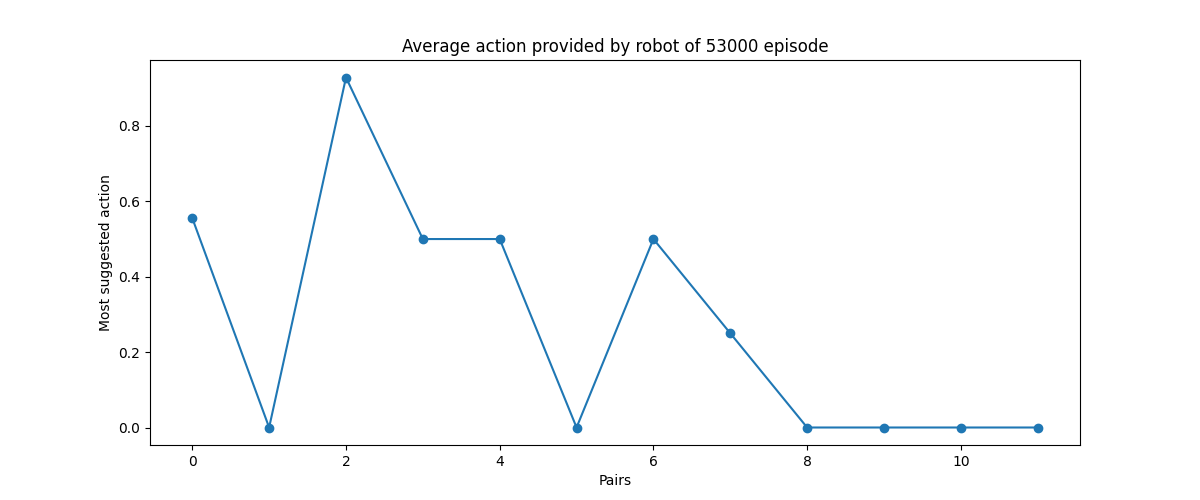 Average action provided by robot of 53000 episode
Most suggested action
0.8
0.6
0.4
0.2
0.0
0 2 4 6 8 10
Pairs